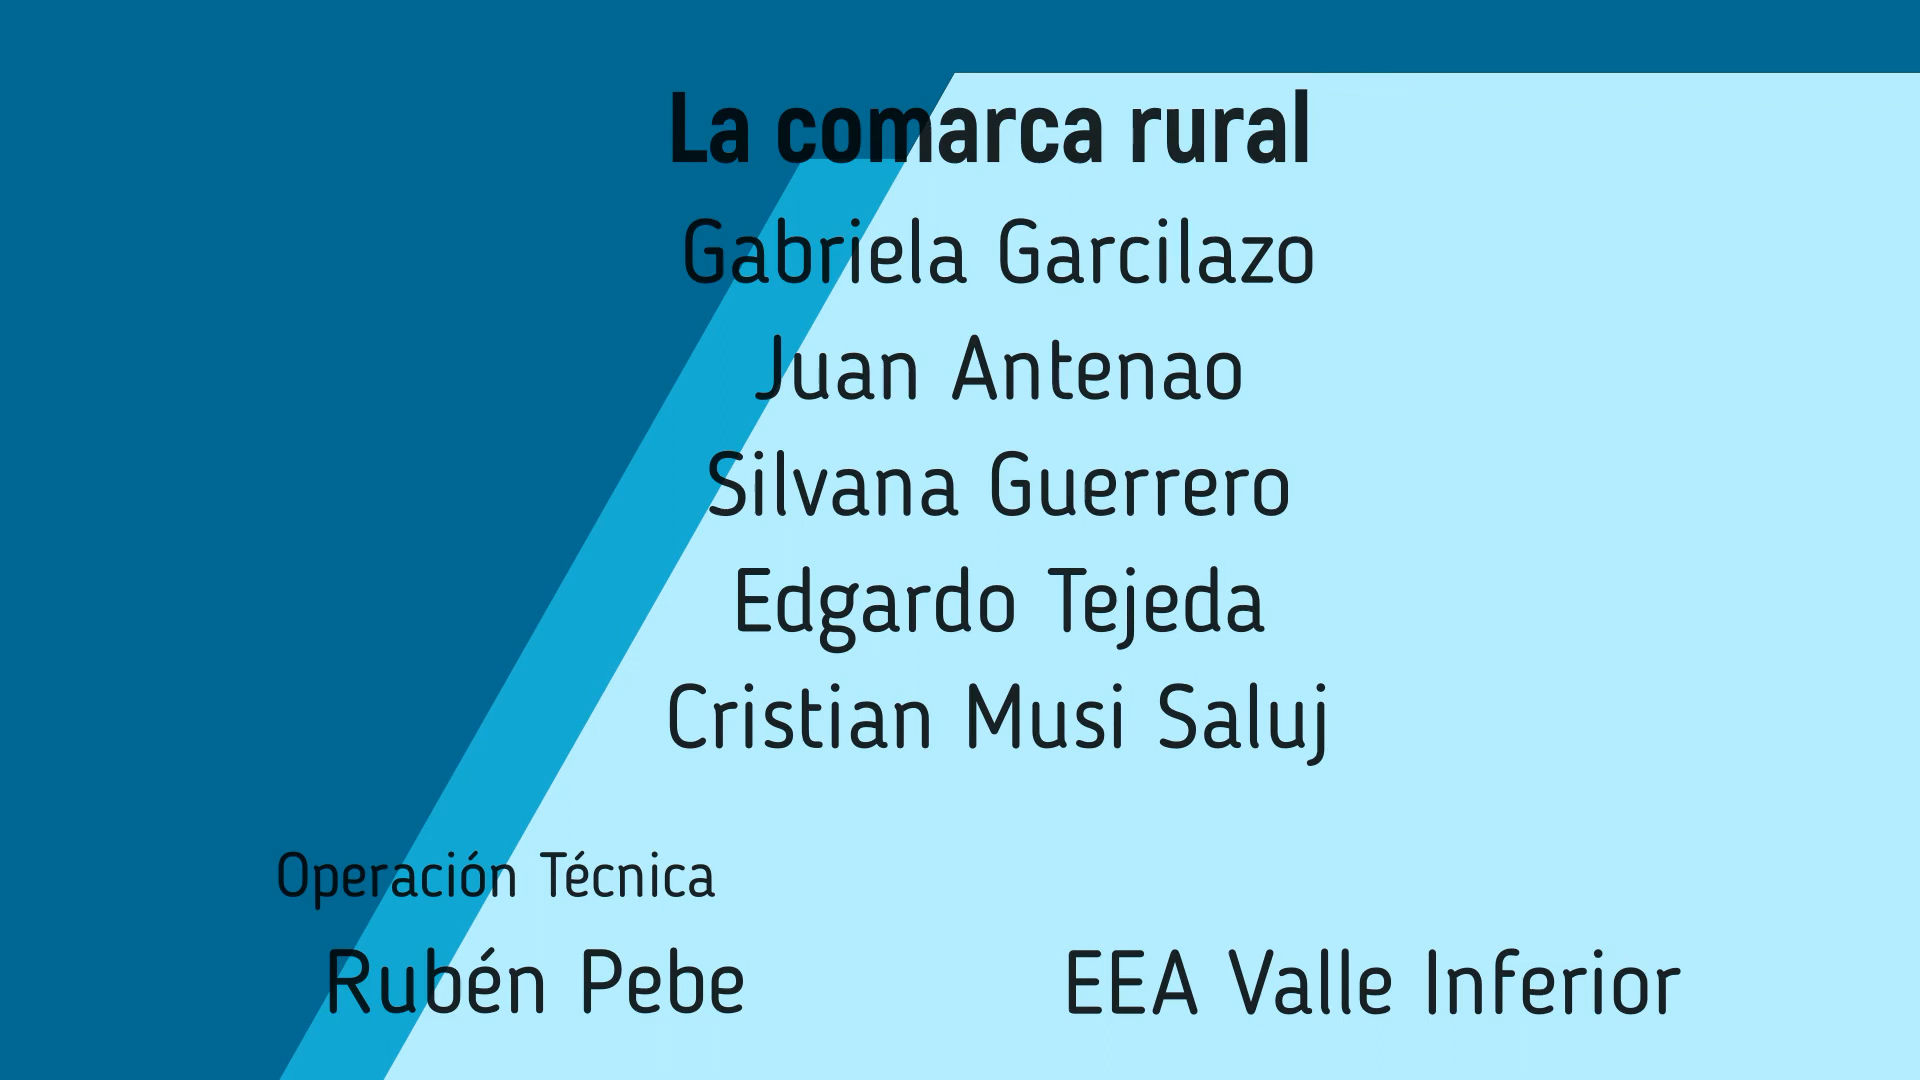 La comarca rural
Gabriela Garcilazo
Juan Antenao
Silvana Guerrero
Edgardo Tejeda
Cristian Musi Saluj
Operación Técnica
Rubén Pebe
EEA Valle Inferior